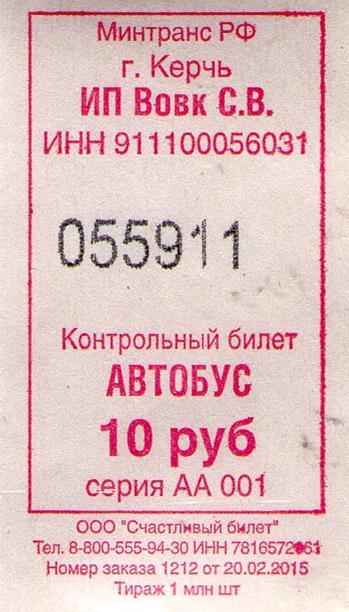 Минтранс РФ
г. Керчь
ИП Вовк С.В.
ИНН 911100056031
055911
Контрольный билет
АВТОБУС
10 руб
серия АА 001
ООО "Счастливый билет"
Тел. 8-800-555-94-30 ИНН
Номер заказа 1212 от 20.02.2015
Тираж 1 млн шт